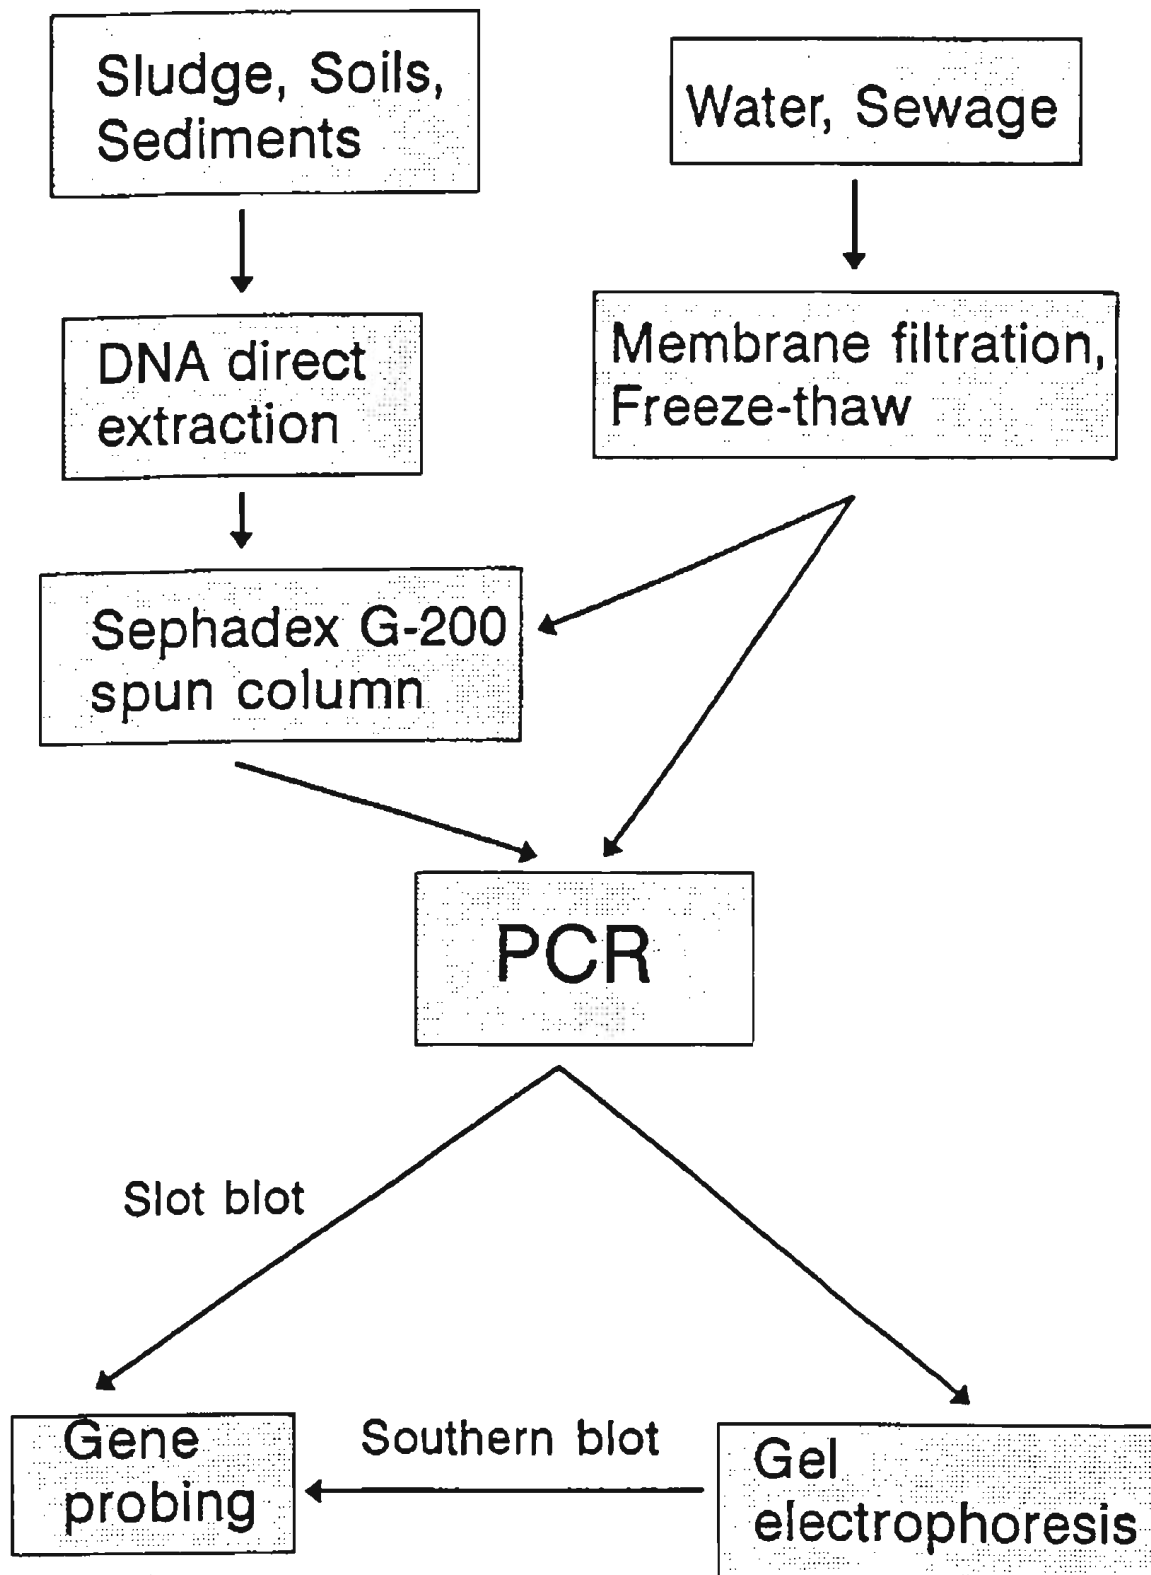 Sludge, Soils,
Sediments
Water, Sewage
DNA direct
extraction
Membrane filtration,
Freeze-thaw
Sephadex G-200
spun column
PCR
Slot blot
Southern blot
Gene
probing
Gel
electrophoresis